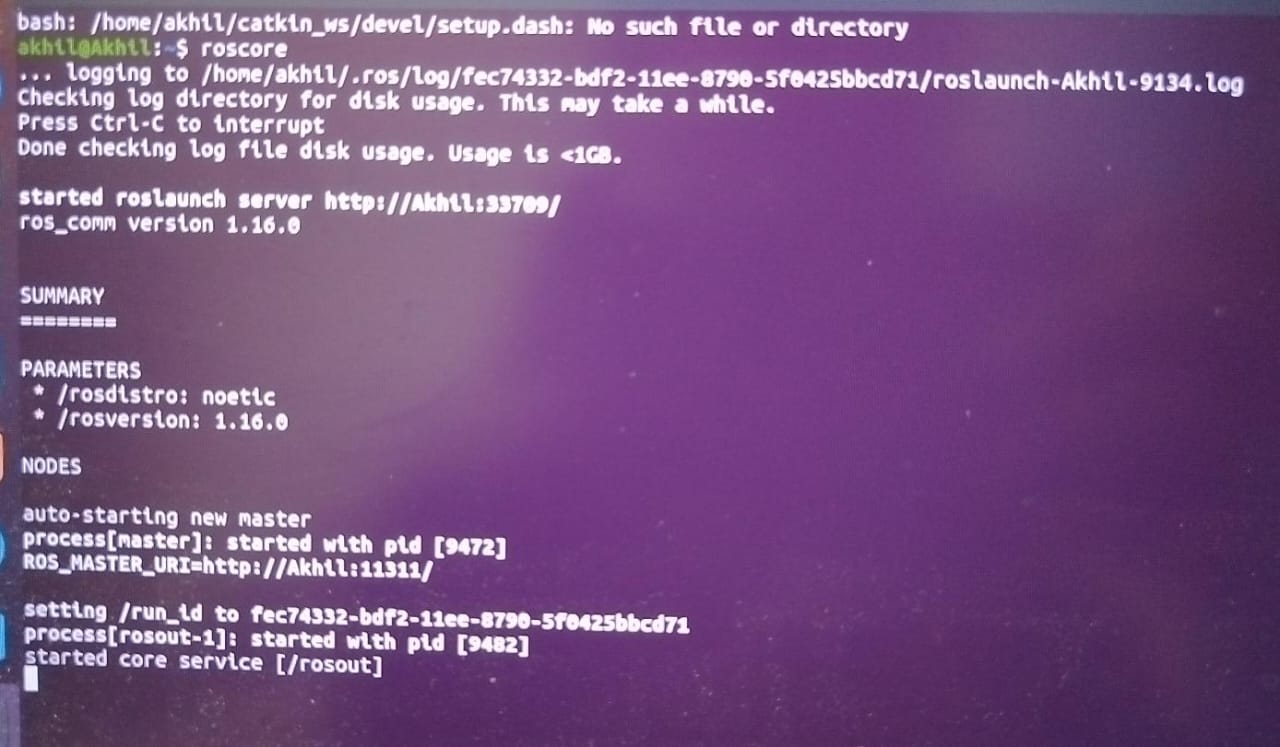 bash: /home/akhil/catkin_ws/devel/setup.dash: No such file or directory
akhil@Akhil:~$ roscore
... logging to /home/akhil/.ros/log/fec74332-bdf2-11ee-8790-5f0425bbcd71/roslaunch-Akhil-9134.log
Checking log directory for disk usage. This may take a while.
Press Ctrl-C to interrupt
Done checking log file disk usage. Usage is <1GB.
started roslaunch server http://Akhil:33709/
ros_comm version 1.16.0
SUMMARY
========
PARAMETERS
* /rosdistro: noetic
* /rosversion: 1.16.0
NODES
auto-starting new master
process[master]: started with pid [9472]
ROS_MASTER_URI=http://Akhil:11311/
setting /run_id to fec74332-bdf2-11ee-8790-5f0425bbcd71
process[rosout-1]: started with pid [9482]
started core service [/rosout]